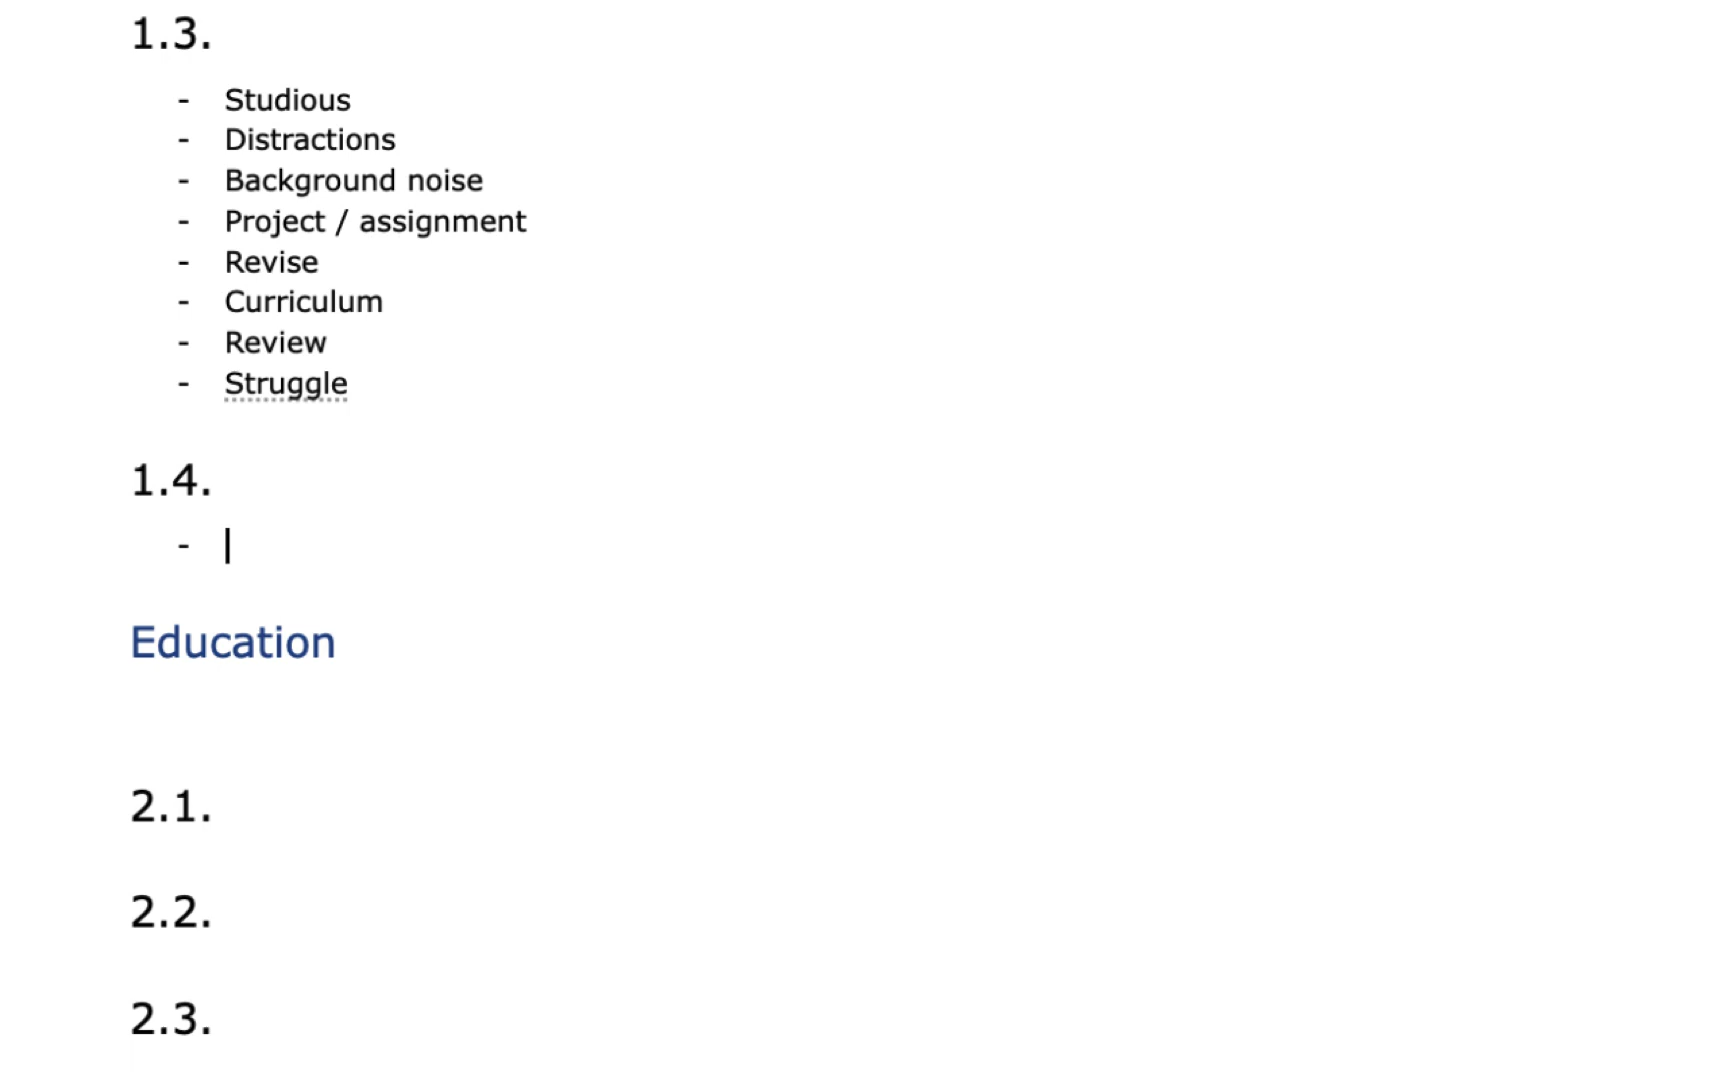 1.3.
- Studious
- Distractions
- Background noise
- Project / assignment
- Revise
- Curriculum
- Review
- Struggle
1.4.
-
Education
2.1.
2.2.
2.3.